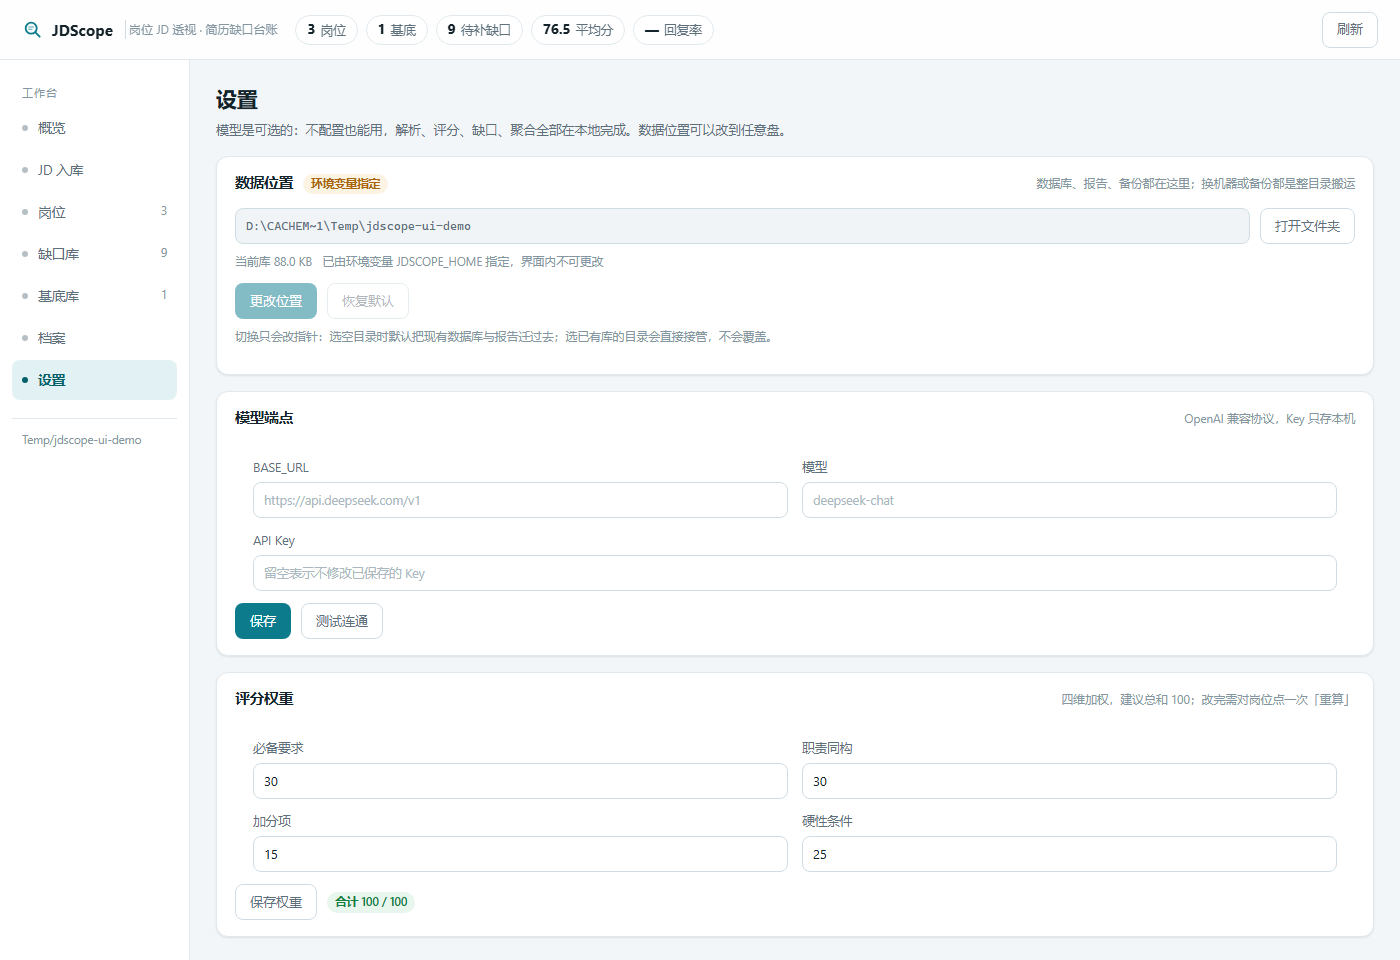 JDScope 岗位 JD 透视 · 简历缺口台账 3 岗位 1 基底 9 待补缺口 76.5 平均分 — 回复率 刷新
工作台
概览
JD 入库
岗位 3
缺口库 9
基底库 1
档案
设置
Temp/jdscope-ui-demo
设置
模型是可选的：不配置也能用，解析、评分、缺口、聚合全部在本地完成。数据位置可以改到任意盘。
数据位置 环境变量指定 数据库、报告、备份都在这里；换机器或备份都是整目录搬运
D:\CACHEM~1\Temp\jdscope-ui-demo 打开文件夹
当前库 88.0 KB 已由环境变量 JDSCOPE_HOME 指定，界面内不可更改
更改位置 恢复默认
切换只会改指针：选空目录时默认把现有数据库与报告迁过去；选已有库的目录会直接接管，不会覆盖。
模型端点 OpenAI 兼容协议，Key 只存本机
BASE_URL 模型
https://api.deepseek.com/v1 deepseek-chat
API Key
留空表示不修改已保存的 Key
保存 测试连通
评分权重 四维加权，建议总和 100；改完需对岗位点一次「重算」
必备要求 职责同构
30 30
加分项 硬性条件
15 25
保存权重 合计 100 / 100